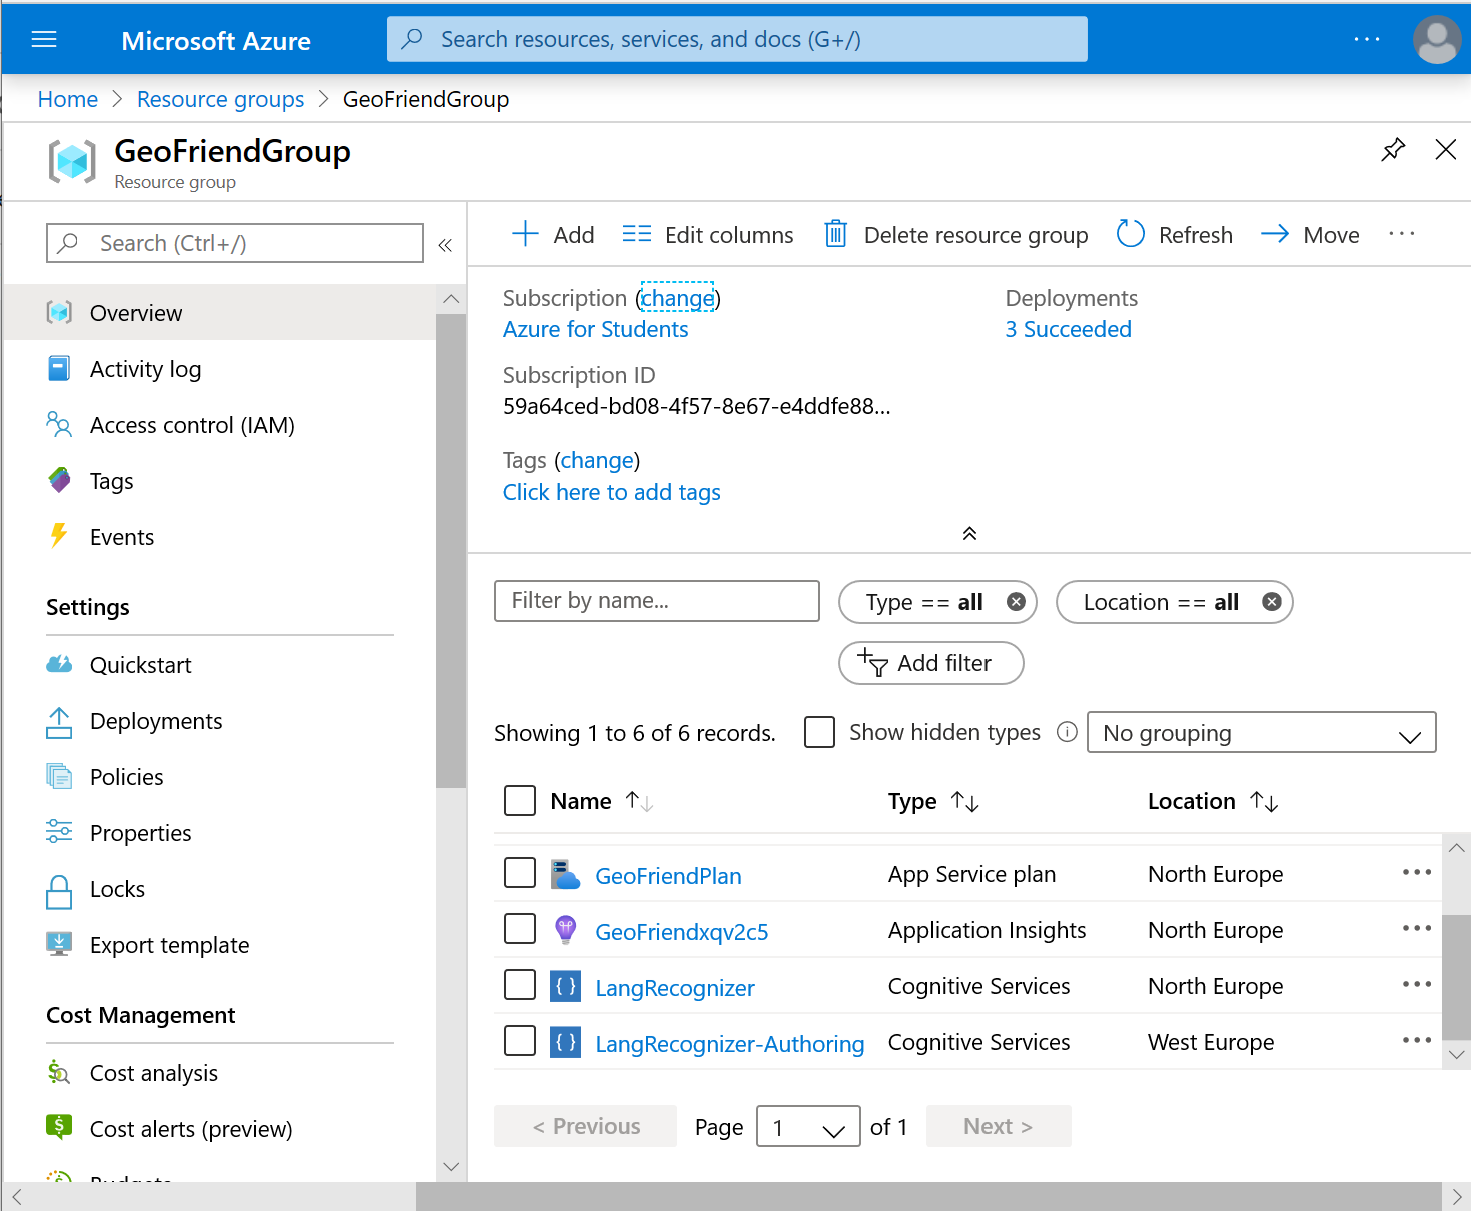 Microsoft Azure
Search resources, services, and docs (G+/)
Home > Resource groups > GeoFriendGroup
GeoFriendGroup
Resource group
Search (Ctrl+/)
Overview
Activity log
Access control (IAM)
Tags
Events
Settings
Quickstart
Deployments
Policies
Properties
Locks
Export template
Cost Management
Cost analysis
Cost alerts (preview)
Budgets
Add Edit columns Delete resource group Refresh Move
Subscription (change)
Azure for Students
Deployments
3 Succeeded
Subscription ID
59a64ced-bd08-4f57-8e67-e4ddfe88...
Tags (change)
Click here to add tags
Filter by name...
Type == all
Location == all
Add filter
Showing 1 to 6 of 6 records.
Show hidden types
No grouping
Name Type Location
GeoFriendPlan App Service plan North Europe
GeoFriendxqv2c5 Application Insights North Europe
LangRecognizer Cognitive Services North Europe
LangRecognizer-Authoring Cognitive Services West Europe
< Previous Page 1 of 1 Next >